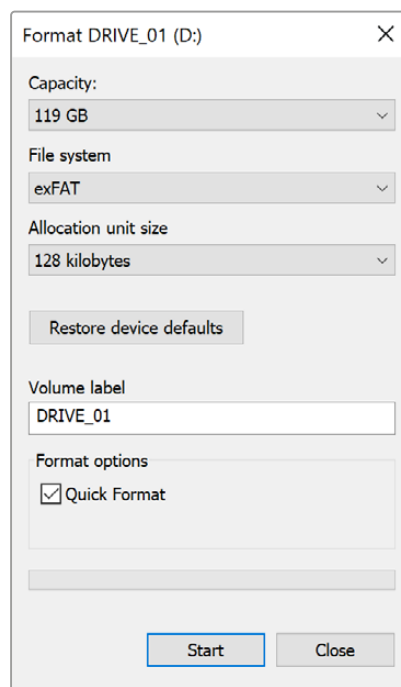 Format DRIVE_01 (D:)
Capacity:
119 GB
File system
exFAT
Allocation unit size
128 kilobytes
Restore device defaults
Volume label
DRIVE_01
Format options
Quick Format
Start Close